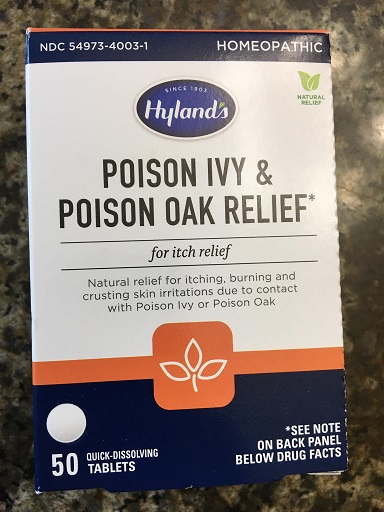 NDC 54973-4003-1 HOMEOPATHIC
SINCE 1903
Hyland's
NATURAL
RELIEF
POISON IVY &
POISON OAK RELIEF*
for itch relief
Natural relief for itching, burning and
crusting skin irritations due to contact
with Poison Ivy or Poison Oak
50 QUICK-DISSOLVING
TABLETS
*SEE NOTE
ON BACK PANEL
BELOW DRUG FACTS